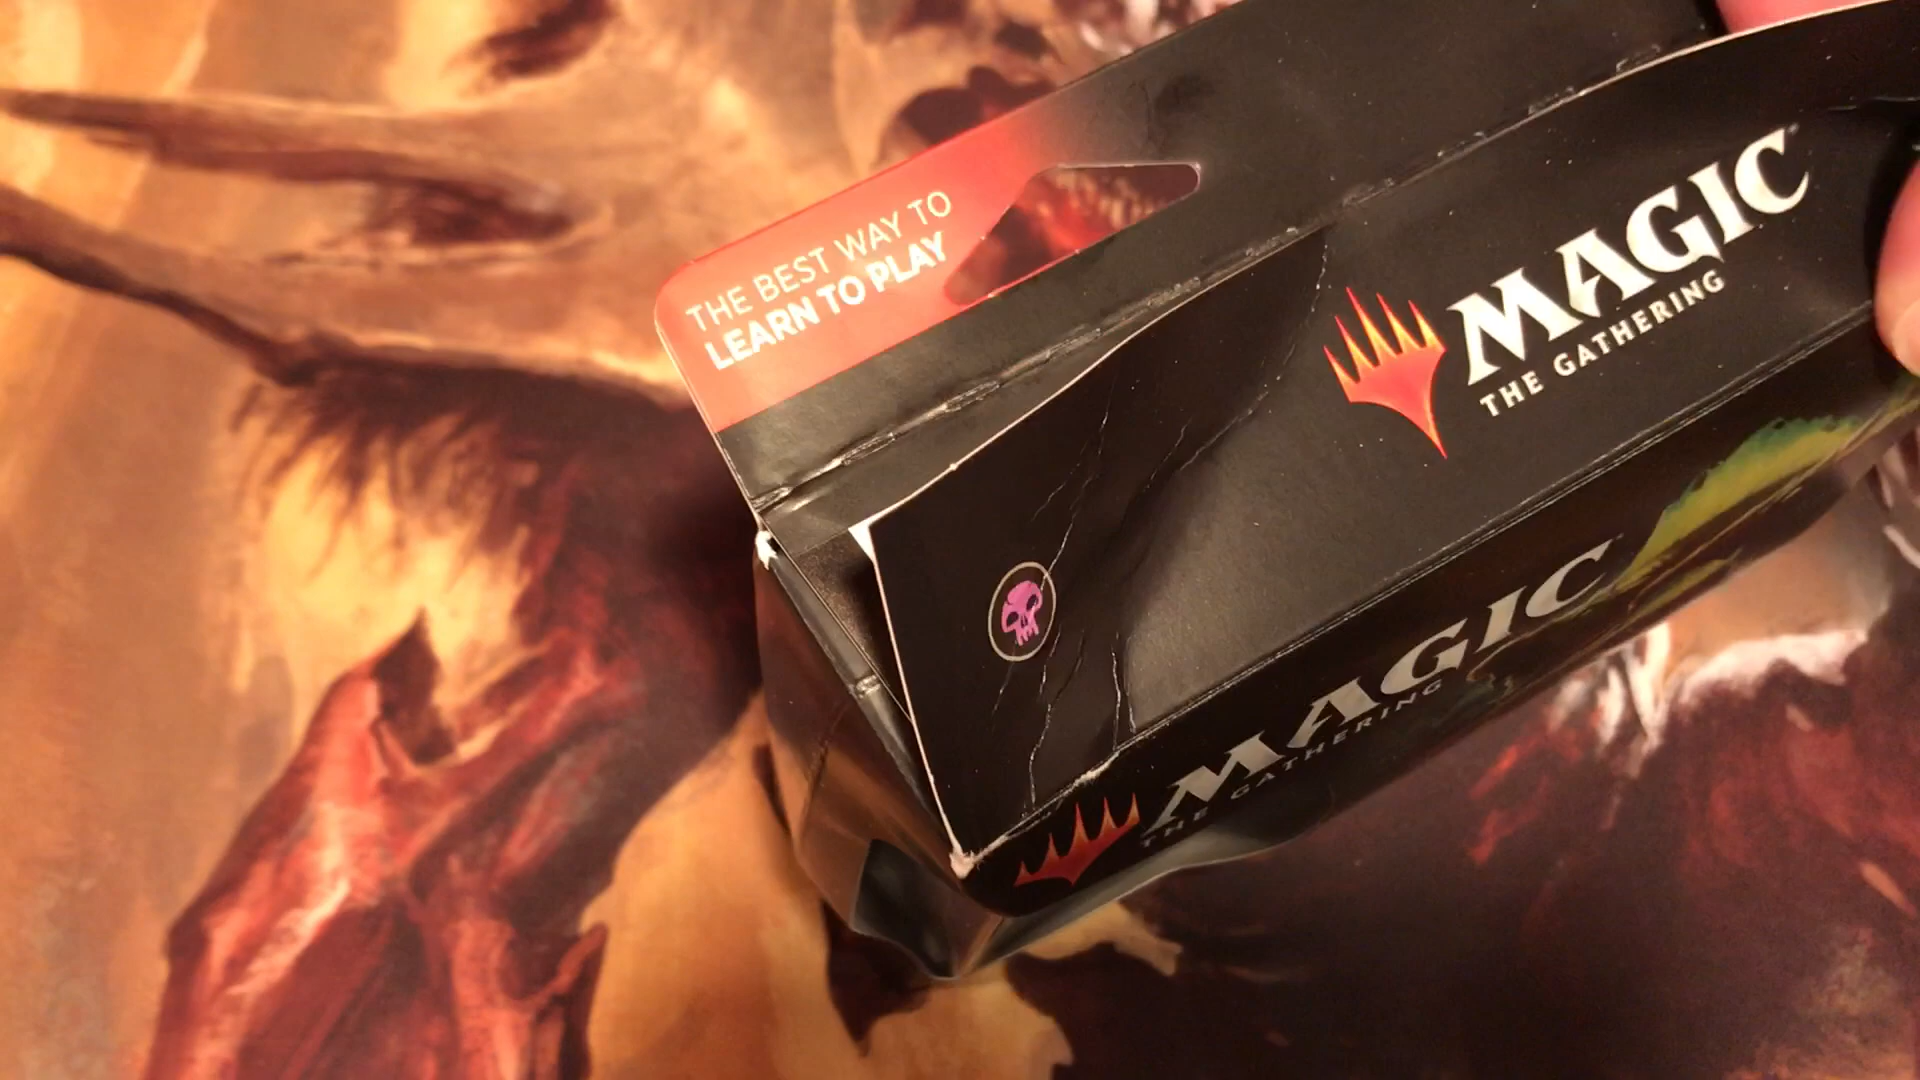 THE BEST WAY TO
LEARN TO PLAY
MAGIC
THE GATHERING
MAGIC
THE GATHERING